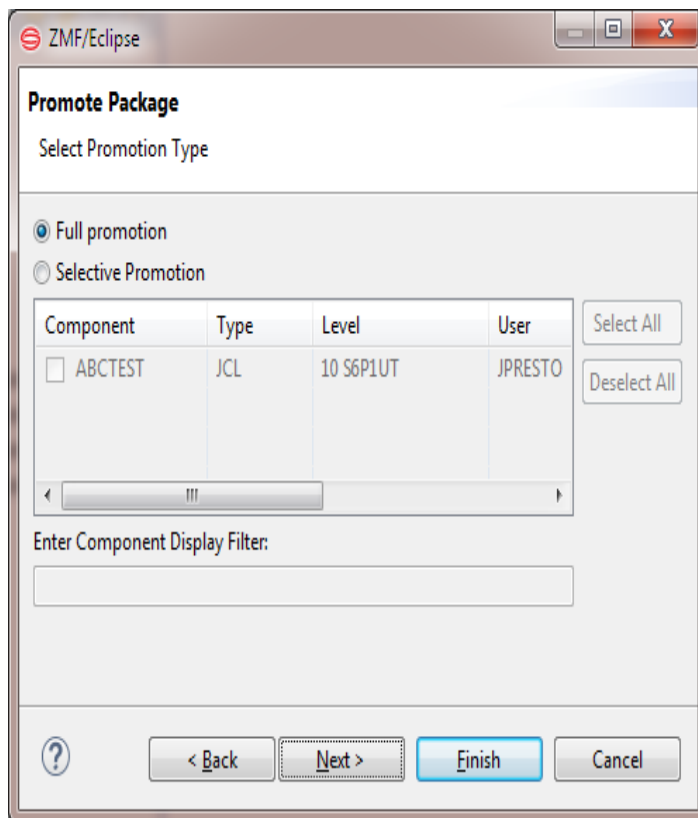 ZMF/Eclipse
Promote Package
Select Promotion Type
Full promotion
Selective Promotion
Component Type Level User
ABCTEST JCL 10 S6P1UT JPRESTO
Select All
Deselect All
Enter Component Display Filter:
< Back Next > Finish Cancel